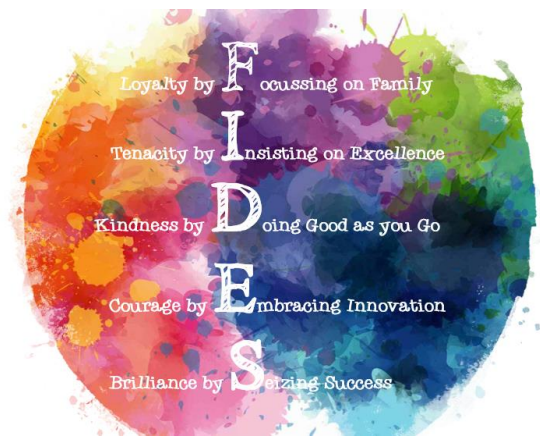 Loyalty by Focussing on Family
Tenacity by Insisting on Excellence
Kindness by Doing Good as you Go
Courage by Embracing Innovation
Brilliance by Seizing Success